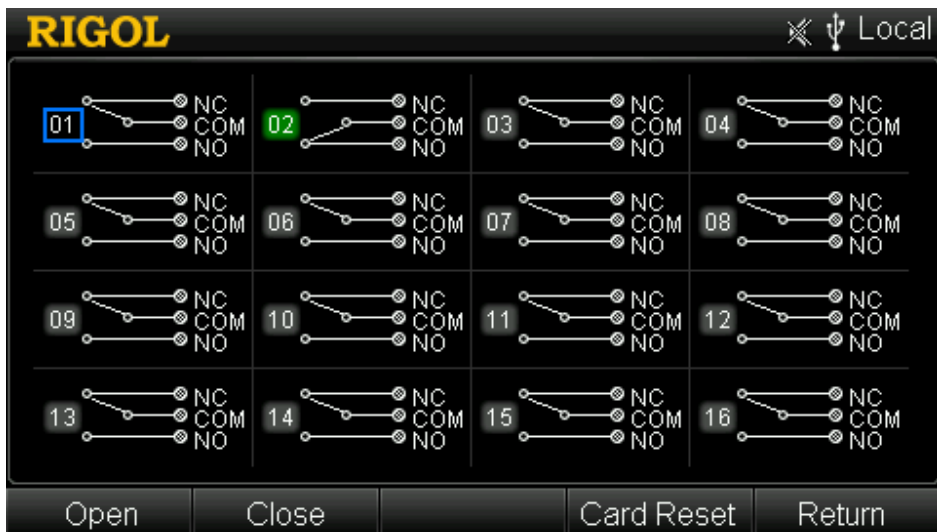 RIGOL Local
01 NC COM NO 02 NC COM NO 03 NC COM NO 04 NC COM NO
05 NC COM NO 06 NC COM NO 07 NC COM NO 08 NC COM NO
09 NC COM NO 10 NC COM NO 11 NC COM NO 12 NC COM NO
13 NC COM NO 14 NC COM NO 15 NC COM NO 16 NC COM NO
Open Close Card Reset Return